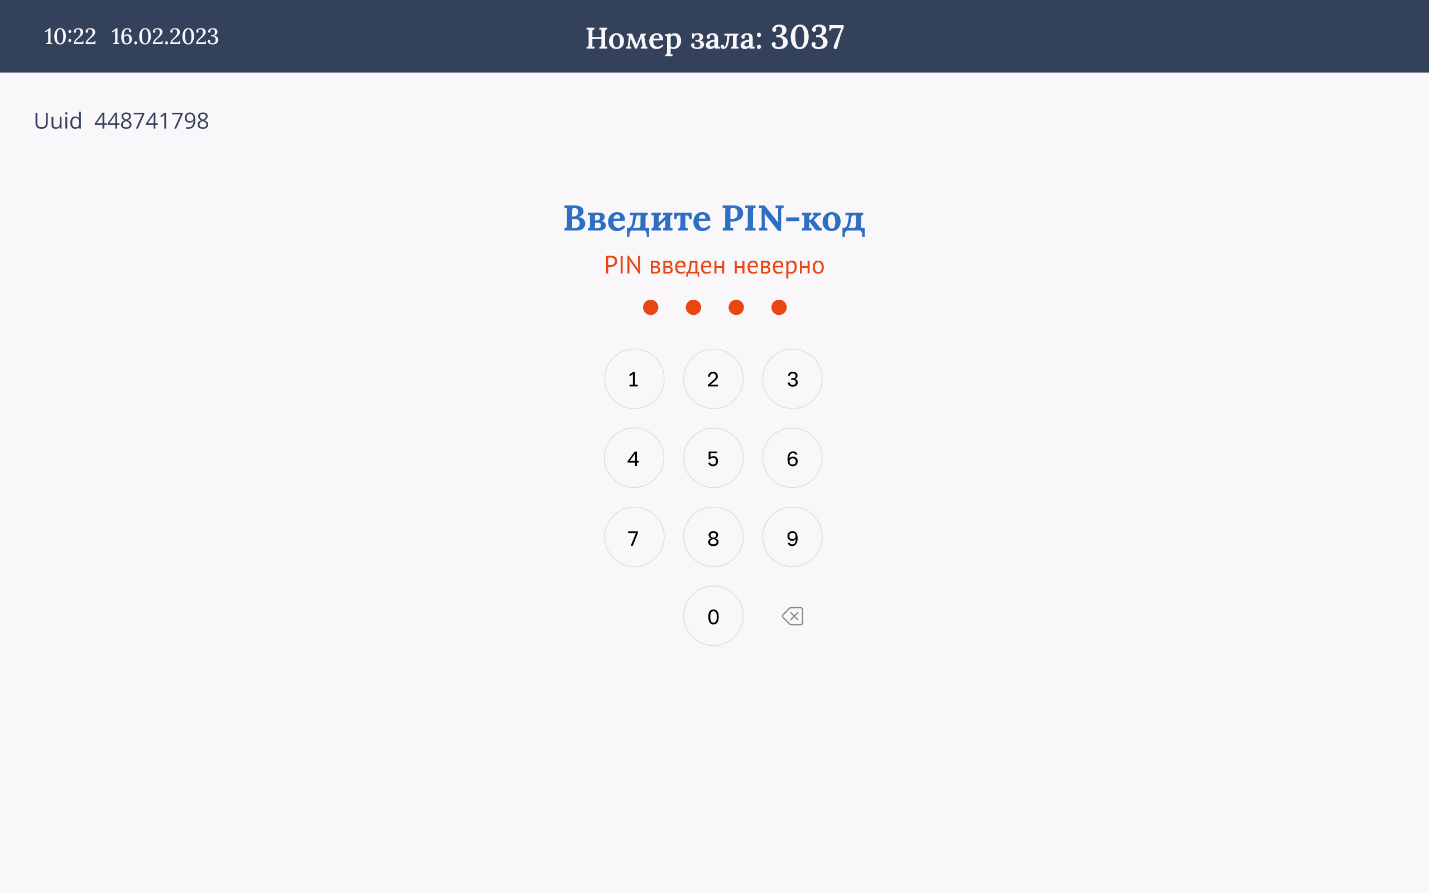 10:22 16.02.2023
Номер зала: 3037
Uuid 448741798
Введите PIN-код
PIN введен неверно
1 2 3
4 5 6
7 8 9
0